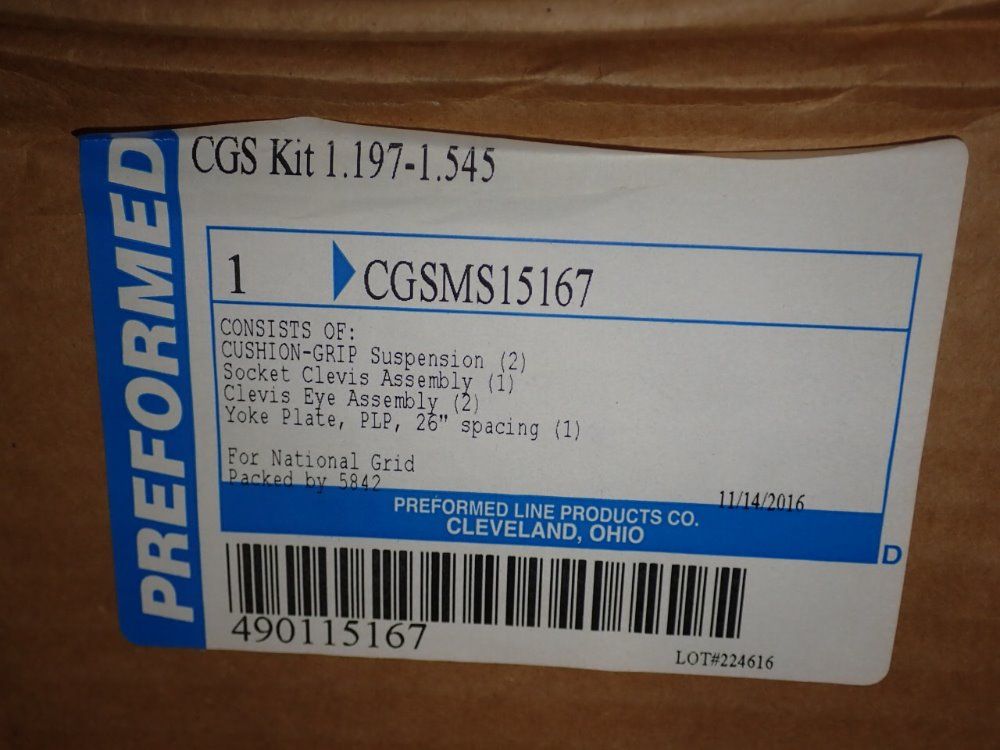 PREFORMED
CGS Kit 1.197-1.545
1 CGSMS15167
CONSISTS OF:
CUSHION-GRIP Suspension (2)
Socket Clevis Assembly (1)
Clevis Eye Assembly (2)
Yoke Plate, PLP, 26" spacing (1)
For National Grid
Packed by 5842
11/14/2016
PREFORMED LINE PRODUCTS CO.
CLEVELAND, OHIO
D
490115167
LOT#224616